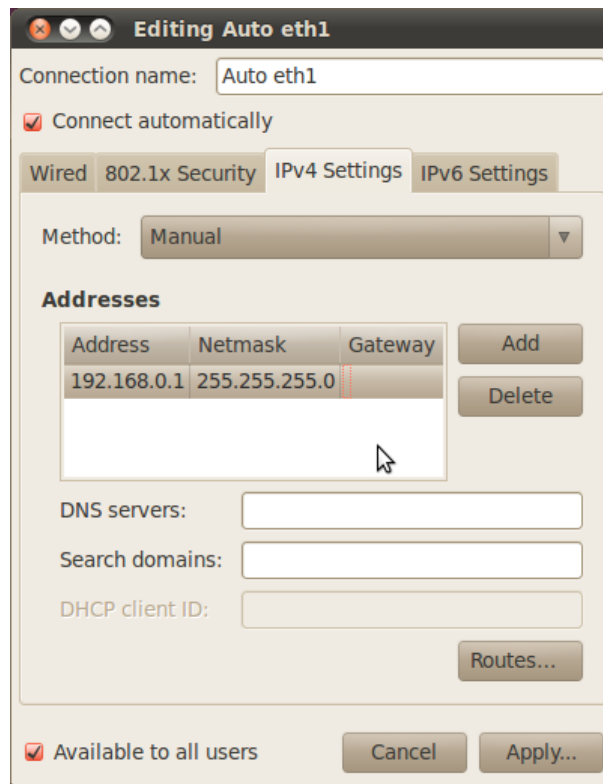 Editing Auto eth1
Connection name: Auto eth1
Connect automatically
Wired 802.1x Security IPv4 Settings IPv6 Settings
Method: Manual
Addresses
Address Netmask Gateway Add
192.168.0.1 255.255.255.0 Delete
DNS servers:
Search domains:
DHCP client ID:
Routes...
Available to all users Cancel Apply...